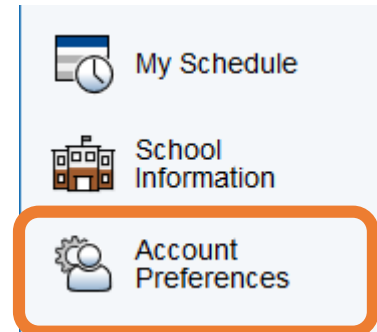 My Schedule
School
Information
Account
Preferences